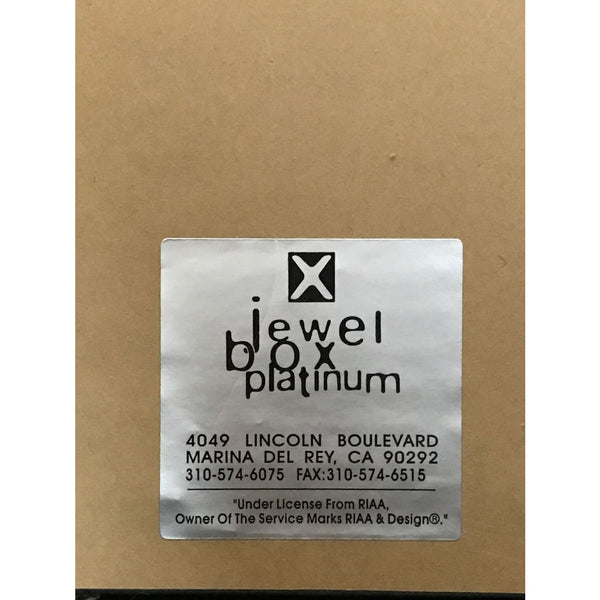 X
jewel
box
platinum
4049 LINCOLN BOULEVARD
MARINA DEL REY, CA 90292
310-574-6075 FAX:310-574-6515
"Under License From RIAA,
Owner Of The Service Marks RIAA & Design®."